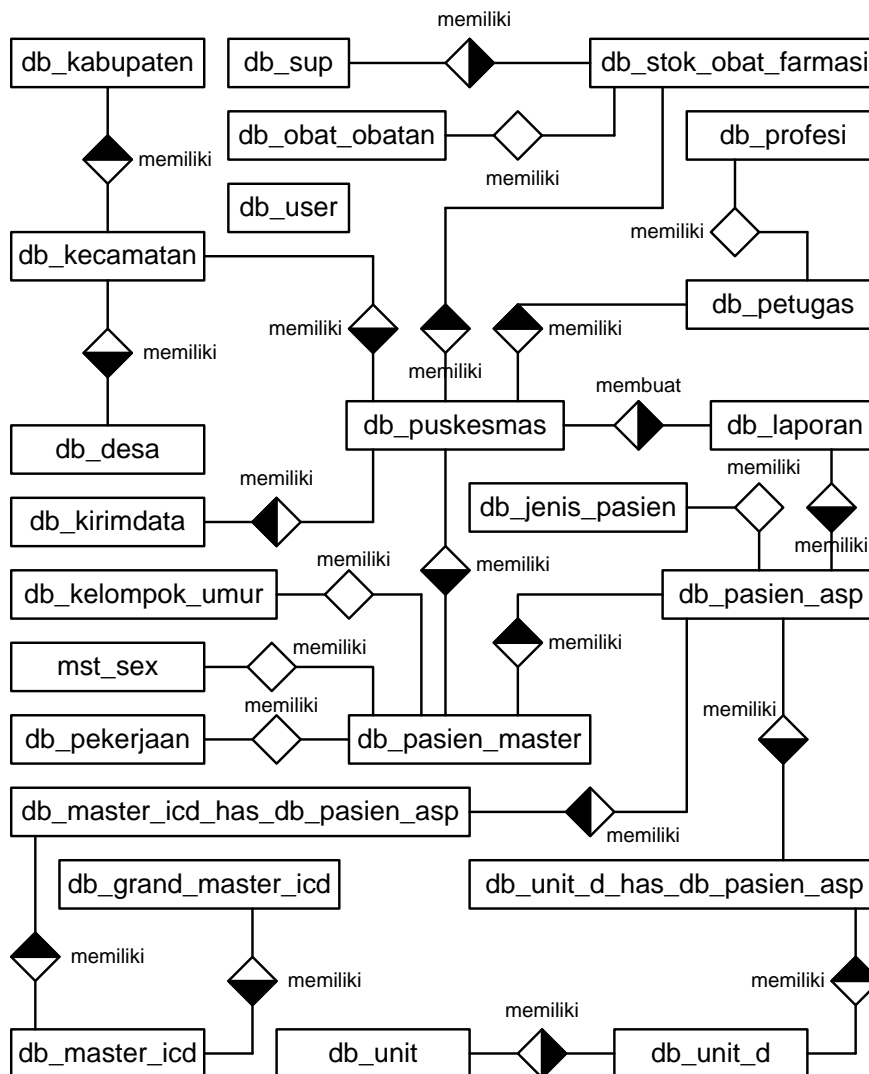 memiliki
db_kabupaten
db_sup
db_stok_obat_farmasi
db_obat_obatan
db_profesi
memiliki
memiliki
db_user
memiliki
db_kecamatan
db_petugas
memiliki
memiliki
memiliki
memiliki
membuat
db_puskesmas
db_laporan
db_desa
memiliki
memiliki
db_jenis_pasien
db_kirimdata
memiliki
memiliki
memiliki
db_kelompok_umur
db_pasien_asp
memiliki
memiliki
mst_sex
memiliki
memiliki
db_pekerjaan
db_pasien_master
db_master_icd_has_db_pasien_asp
memiliki
db_grand_master_icd
db_unit_d_has_db_pasien_asp
memiliki
memiliki
memiliki
memiliki
db_master_icd
db_unit
db_unit_d